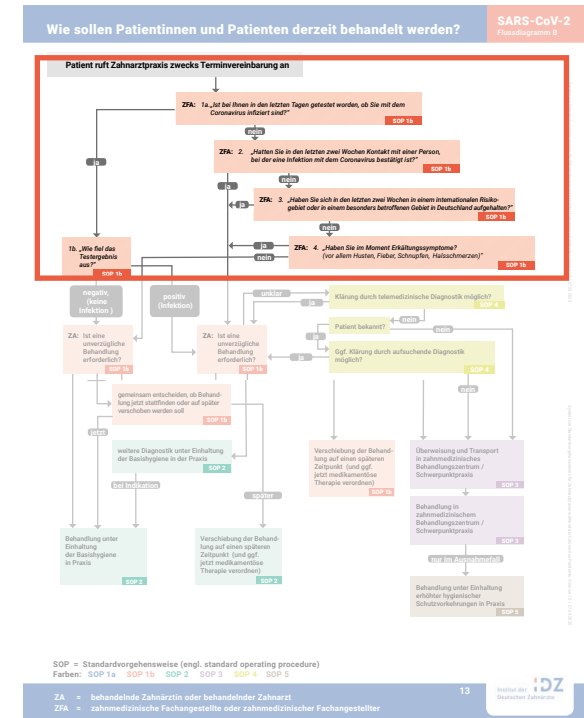 Wie sollen Patientinnen und Patienten derzeit behandelt werden?
SARS-CoV-2
Flussdiagramm B
Patient ruft Zahnarztpraxis zwecks Terminvereinbarung an
ZFA: 1a. „Ist bei Ihnen in den letzten Tagen getestet worden, ob Sie mit dem
Coronavirus infiziert sind?"
SOP 1b
nein
ZFA: 2. „Hatten Sie in den letzten zwei Wochen Kontakt mit einer Person,
bei der eine Infektion mit dem Coronavirus bestätigt ist?"
SOP 1b
ja
ja
nein
ZFA: 3. „Haben Sie sich in den letzten zwei Wochen in einem internationalen Risiko-
gebiet oder in einem besonders betroffenen Gebiet in Deutschland aufgehalten?"
SOP 1b
ja
nein
1b. „Wie fiel das
Testergebnis
aus?"
SOP 1b
ja
nein
ZFA: 4. „Haben Sie im Moment Erkältungssymptome?
(vor allem Husten, Fieber, Schnupfen, Halsschmerzen)"
SOP 1b
negativ,
(keine
Infektion )
positiv
(Infektion)
unklar
ja
Klärung durch telemedizinische Diagnostik möglich?
SOP 4
nein
Patient bekannt?
nein
ja
ZA: Ist eine
unverzügliche
Behandlung
erforderlich?
SOP 1b
ZA: Ist eine
unverzügliche
Behandlung
erforderlich?
SOP 1b
ja
Ggf. Klärung durch aufsuchende Diagnostik
möglich?
SOP 4
nein
gemeinsam entscheiden, ob Behand-
lung jetzt stattfinden oder auf später
verschoben werden soll
SOP 1b
jetzt
weitere Diagnostik unter Einhaltung
der Basishygiene in der Praxis
SOP 2
bei Indikation
später
Verschiebung der Behand-
lung auf einen späteren
Zeitpunkt (und ggf.
jetzt medikamentöse
Therapie verordnen)
SOP 1b
Überweisung und Transport
in zahnmedizinisches
Behandlungszentrum /
Schwerpunktpraxis
SOP 3
Behandlung in
zahnmedizinischem
Behandlungszentrum /
Schwerpunktpraxis
SOP 3
nur im Ausnahmefall
Behandlung unter
Einhaltung
der Basishygiene
in Praxis
SOP 2
Verschiebung der Behand-
lung auf einen späteren
Zeitpunkt (und ggf.
jetzt medikamentöse
Therapie verordnen)
SOP 2
Behandlung unter Einhaltung
erhöhter hygienischer
Schutzvorkehrungen in Praxis
SOP 5
SOP = Standardvorgehensweise (engl. standard operating procedure)
Farben: SOP 1a SOP 1b SOP 2 SOP 3 SOP 4 SOP 5
ZA = behandelnde Zahnärztin oder behandelnder Zahnarzt
ZFA = zahnmedizinische Fachangestellte oder zahnmedizinischer Fachangestellter
13
Institut der
Deutschen Zahnärzte
IDZ